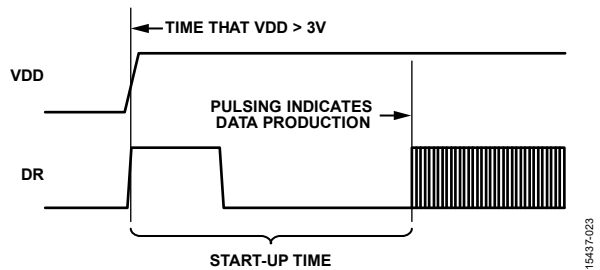 TIME THAT VDD > 3V
VDD
PULSING INDICATES
DATA PRODUCTION
DR
START-UP TIME
15437-023